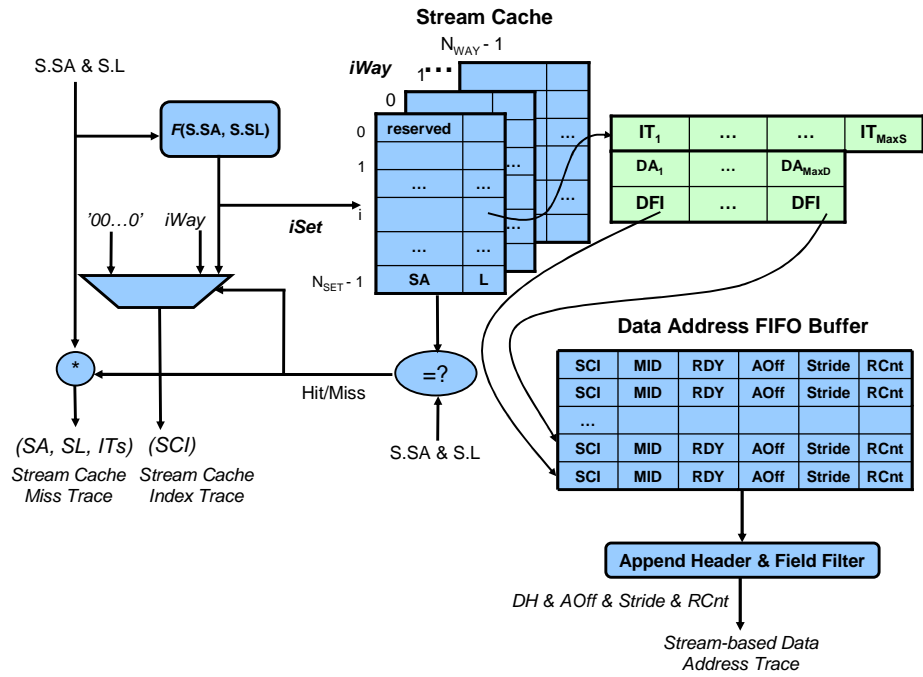 Stream Cache
N_WAY - 1
iWay
1
...
0
S.SA & S.L
F(S.SA, S.SL)
'00…0'
iWay
iSet
0
1
i
N_SET - 1
reserved
… …
… …
SA L
…
…
IT_1 … … IT_MaxS
DA_1 … DA_MaxD
DFI … DFI
Hit/Miss
=?
*
S.SA & S.L
(SA, SL, ITs)
Stream Cache
Miss Trace
(SCI)
Stream Cache
Index Trace
Data Address FIFO Buffer
SCI MID RDY AOff Stride RCnt
SCI MID RDY AOff Stride RCnt
…
SCI MID RDY AOff Stride RCnt
SCI MID RDY AOff Stride RCnt
Append Header & Field Filter
DH & AOff & Stride & RCnt
Stream-based Data
Address Trace